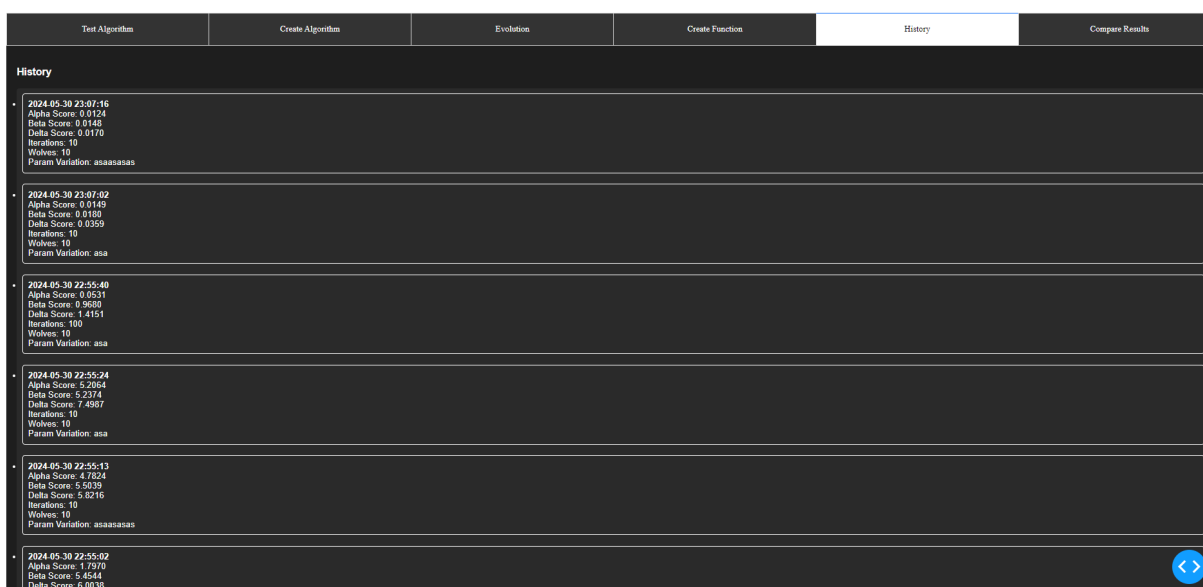 Test Algorithm
Create Algorithm
Evolution
Create Function
History
Compare Results
History
2024-05-30 23:07:16
Alpha Score: 0.0124
Beta Score: 0.0148
Delta Score: 0.0170
Iterations: 10
Wolves: 10
Param Variation: asaasasas
2024-05-30 23:07:02
Alpha Score: 0.0149
Beta Score: 0.0180
Delta Score: 0.0359
Iterations: 10
Wolves: 10
Param Variation: asa
2024-05-30 22:55:40
Alpha Score: 0.0531
Beta Score: 0.9680
Delta Score: 1.4151
Iterations: 100
Wolves: 10
Param Variation: asa
2024-05-30 22:55:24
Alpha Score: 5.2064
Beta Score: 5.2374
Delta Score: 7.4987
Iterations: 10
Wolves: 10
Param Variation: asa
2024-05-30 22:55:13
Alpha Score: 4.7824
Beta Score: 5.5039
Delta Score: 5.8216
Iterations: 10
Wolves: 10
Param Variation: asaasasas
2024-05-30 22:55:02
Alpha Score: 1.7970
Beta Score: 5.4544
Delta Score: 6.0038